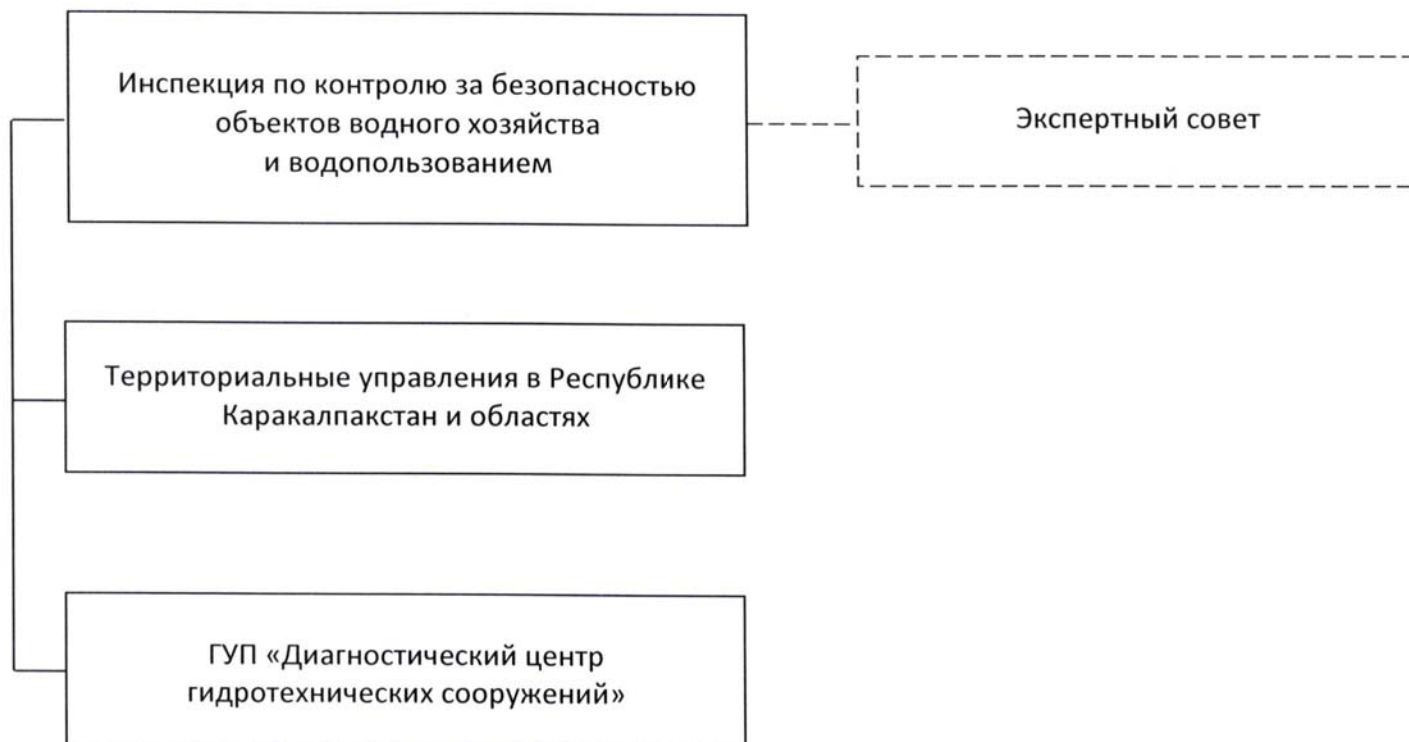 Инспекция по контролю за безопасностью
объектов водного хозяйства
и водопользованием
Экспертный совет
Территориальные управления в Республике
Каракалпакстан и областях
ГУП «Диагностический центр
гидротехнических сооружений»